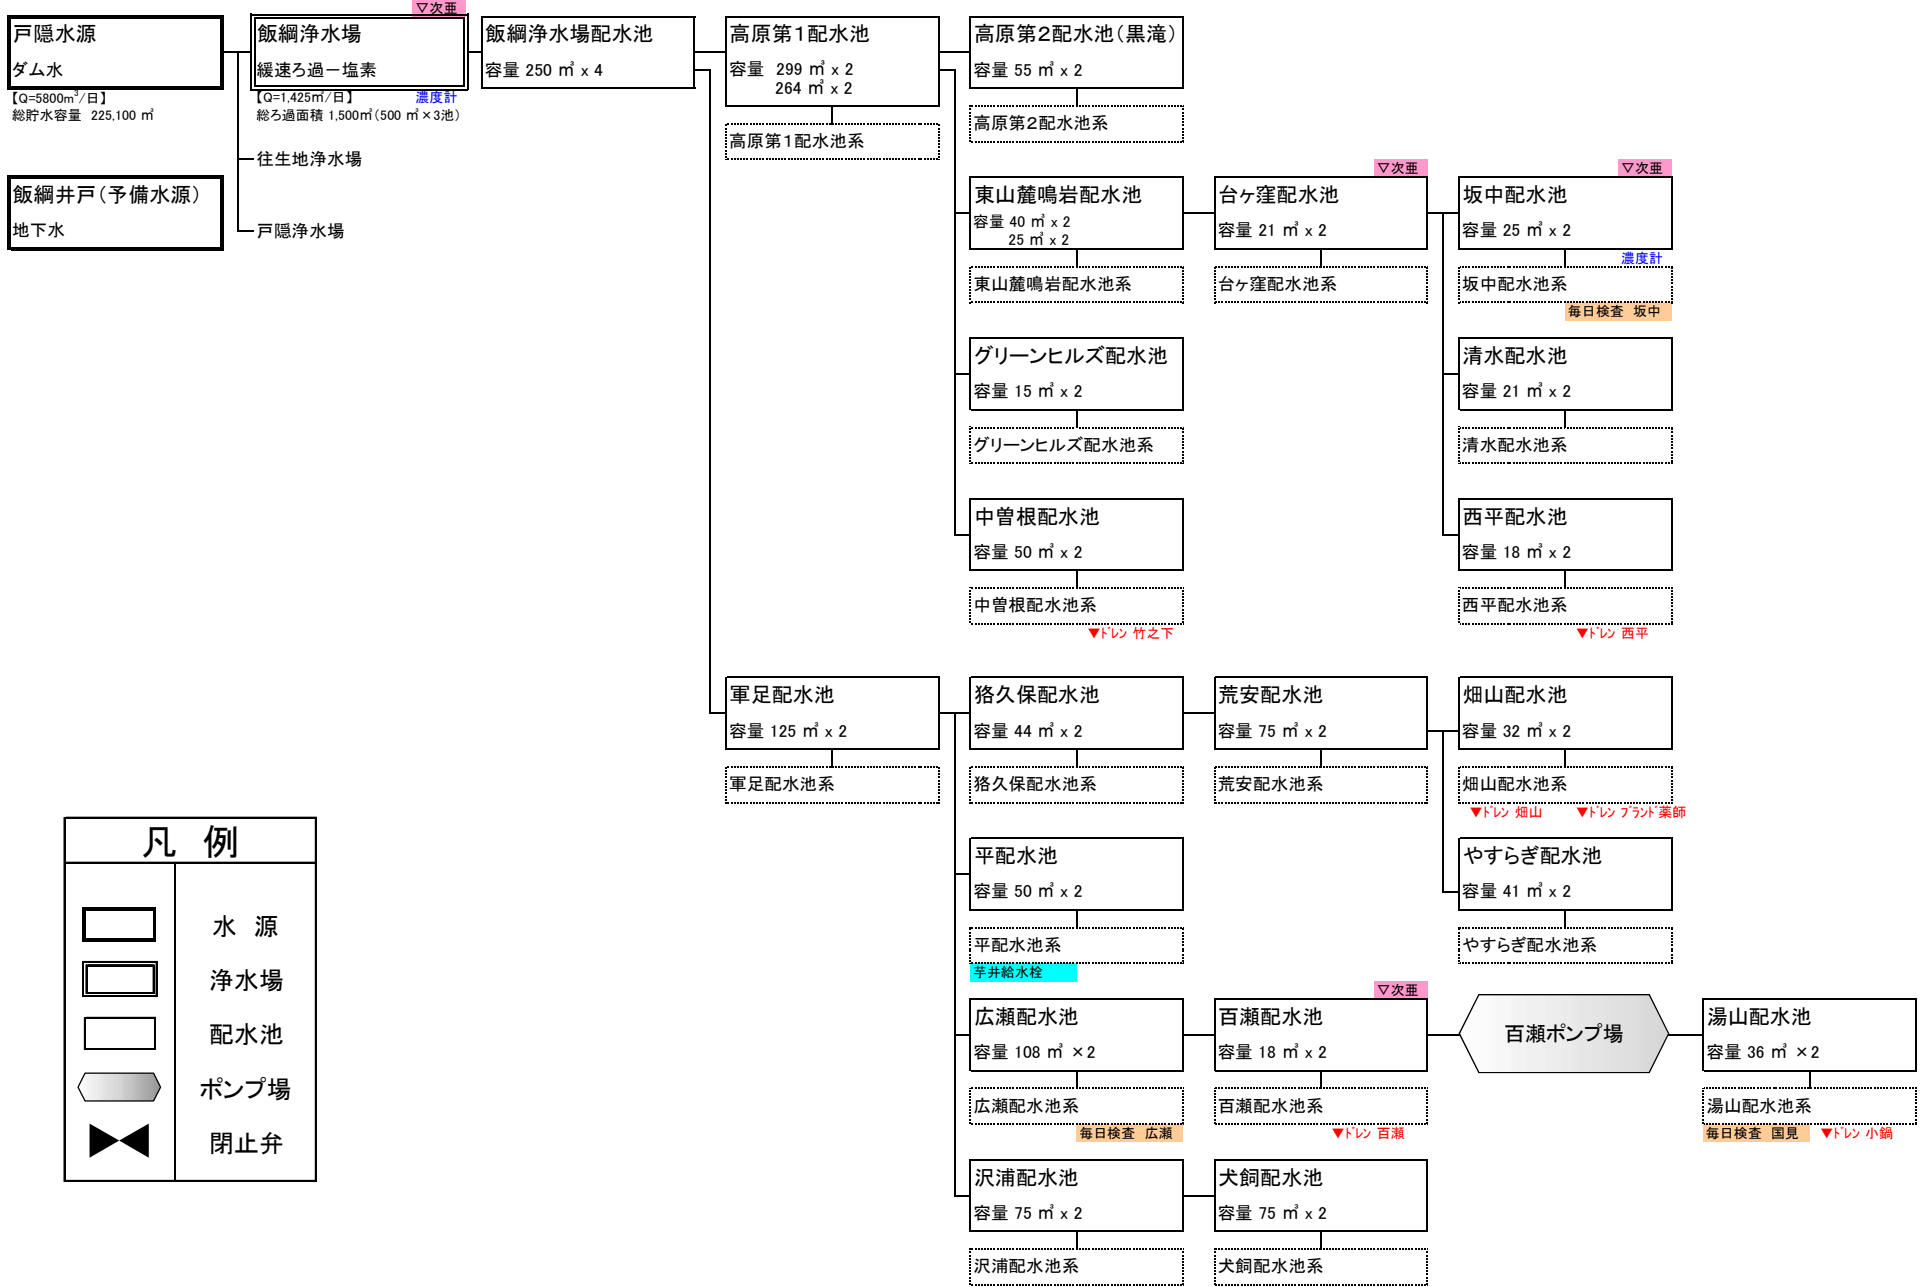 戸隠水源
ダム水
【Q=5800m³/日】
総貯水容量 225,100 ㎥
飯綱井戸(予備水源)
地下水
▽次亜
飯綱浄水場
緩速ろ過ー塩素
【Q=1,425㎥/日】 濃度計
総ろ過面積 1,500㎡(500 ㎡×3池)
往生地浄水場
戸隠浄水場
飯綱浄水場配水池
容量 250 ㎥ x 4
高原第1配水池
容量 299 ㎥ x 2
264 ㎥ x 2
高原第1配水池系
高原第2配水池(黒滝)
容量 55 ㎥ x 2
高原第2配水池系
東山麓鳴岩配水池
容量 40 ㎥ x 2
25 ㎥ x 2
東山麓鳴岩配水池系
▽次亜
台ヶ窪配水池
容量 21 ㎥ x 2
台ヶ窪配水池系
▽次亜
坂中配水池
容量 25 ㎥ x 2
濃度計
坂中配水池系
毎日検査 坂中
グリーンヒルズ配水池
容量 15 ㎥ x 2
グリーンヒルズ配水池系
清水配水池
容量 21 ㎥ x 2
清水配水池系
中曽根配水池
容量 50 ㎥ x 2
中曽根配水池系
▼ドレン 竹之下
西平配水池
容量 18 ㎥ x 2
西平配水池系
▼ドレン 西平
軍足配水池
容量 125 ㎥ x 2
軍足配水池系
狢久保配水池
容量 44 ㎥ x 2
狢久保配水池系
荒安配水池
容量 75 ㎥ x 2
荒安配水池系
畑山配水池
容量 32 ㎥ x 2
畑山配水池系
▼ドレン 畑山 ▼ドレン ブランド薬師
平配水池
容量 50 ㎥ x 2
平配水池系
芋井給水栓
やすらぎ配水池
容量 41 ㎥ x 2
やすらぎ配水池系
広瀬配水池
容量 108 ㎥ ×2
広瀬配水池系
毎日検査 広瀬
▽次亜
百瀬配水池
容量 18 ㎥ x 2
百瀬配水池系
▼ドレン 百瀬
百瀬ポンプ場
湯山配水池
容量 36 ㎥ ×2
湯山配水池系
毎日検査 国見 ▼ドレン 小鍋
沢浦配水池
容量 75 ㎥ x 2
沢浦配水池系
犬飼配水池
容量 75 ㎥ x 2
犬飼配水池系
凡 例
水 源
浄水場
配水池
ポンプ場
閉止弁